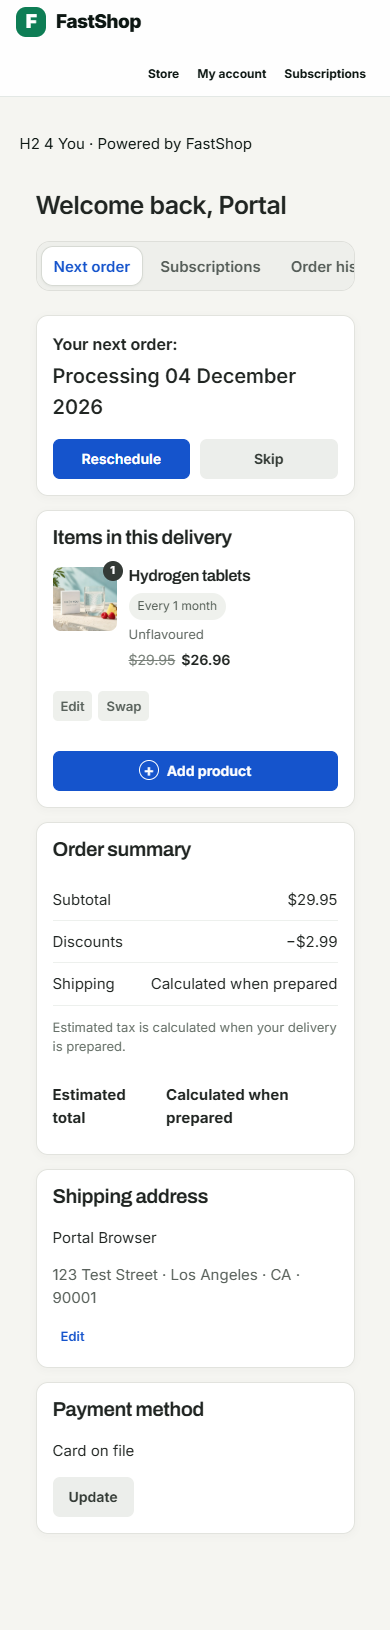 F FastShop
Store My account Subscriptions
H2 4 You · Powered by FastShop
Welcome back, Portal
Next order Subscriptions Order his
Your next order:
Processing 04 December
2026
Reschedule Skip
Items in this delivery
1
Hydrogen tablets
Every 1 month
Unflavoured
$29.95 $26.96
Edit Swap
+ Add product
Order summary
Subtotal $29.95
Discounts −$2.99
Shipping Calculated when prepared
Estimated tax is calculated when your delivery
is prepared.
Estimated Calculated when
total prepared
Shipping address
Portal Browser
123 Test Street · Los Angeles · CA ·
90001
Edit
Payment method
Card on file
Update